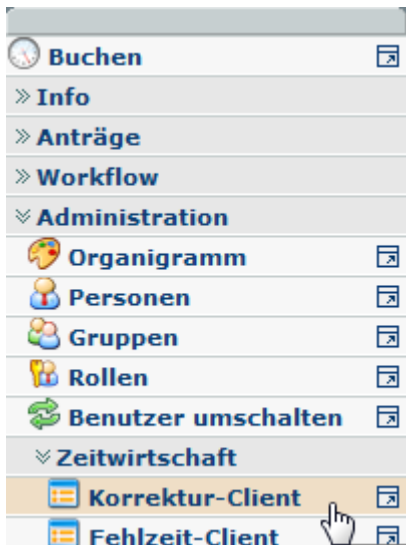 Buchen
Info
Anträge
Workflow
Administration
Organigramm
Personen
Gruppen
Rollen
Benutzer umschalten
Zeitwirtschaft
Korrektur-Client
Fehlzeit-Client